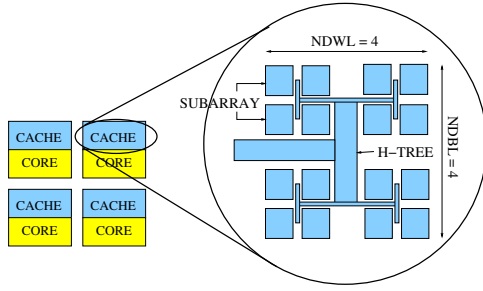 NDWL = 4
SUBARRAY
NDBL = 4
H-TREE
CACHE
CORE
CACHE
CORE
CACHE
CORE
CACHE
CORE